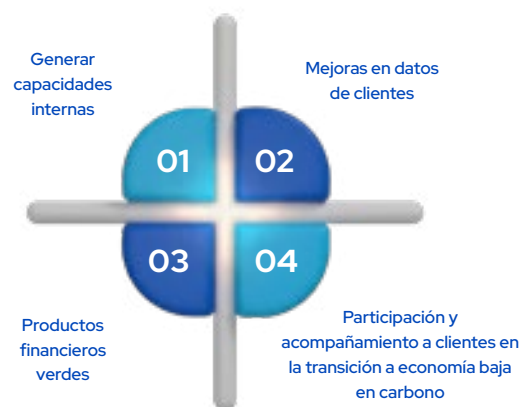 Generar
capacidades
internas
Mejoras en datos
de clientes
01
02
03
04
Productos
financieros
verdes
Participación y
acompañamiento a clientes en
la transición a economía baja
en carbono